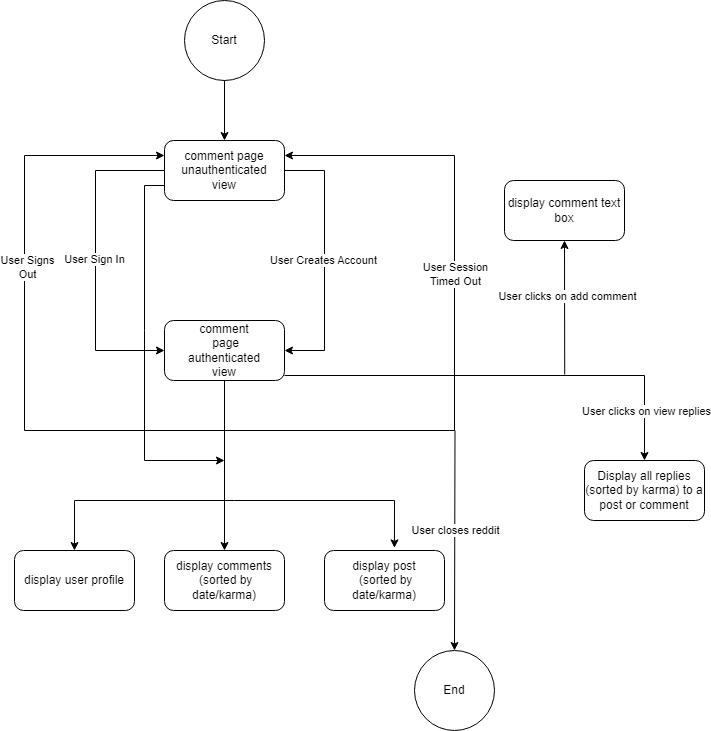 Start
comment page
unauthenticated
view
display comment text
box
User Signs
Out
User Sign In
User Creates Account
User Session
Timed Out
User clicks on add comment
comment
page
authenticated
view
User clicks on view replies
Display all replies
(sorted by karma) to a
post or comment
User closes reddit
display user profile
display comments
(sorted by
date/karma)
display post
(sorted by
date/karma)
End